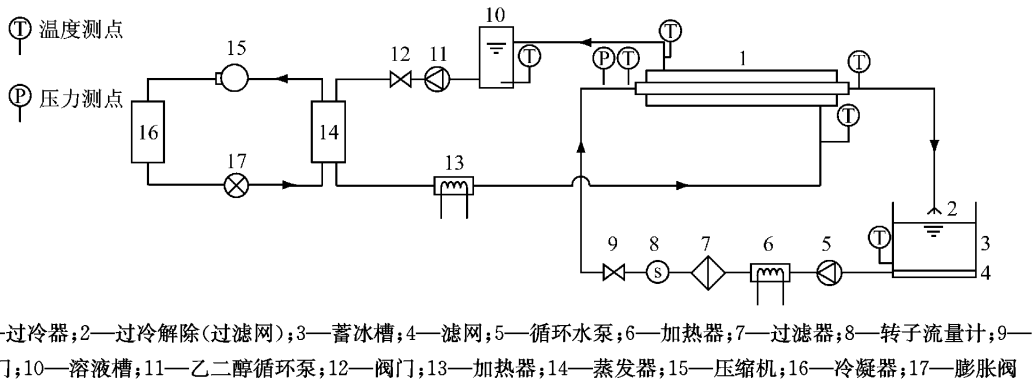 T 温度测点
P 压力测点
10
15
12
11
T
T
P
T
1
T
16
14
17
13
T
2
T
3
4
9
8
7
6
5
s
—过冷器;2—过冷解除(过滤网);3—蓄冰槽;4—滤网;5—循环水泵;6—加热器;7—过滤器;8—转子流量计;9—
门;10—溶液槽;11—乙二醇循环泵;12—阀门;13—加热器;14—蒸发器;15—压缩机;16—冷凝器;17—膨胀阀